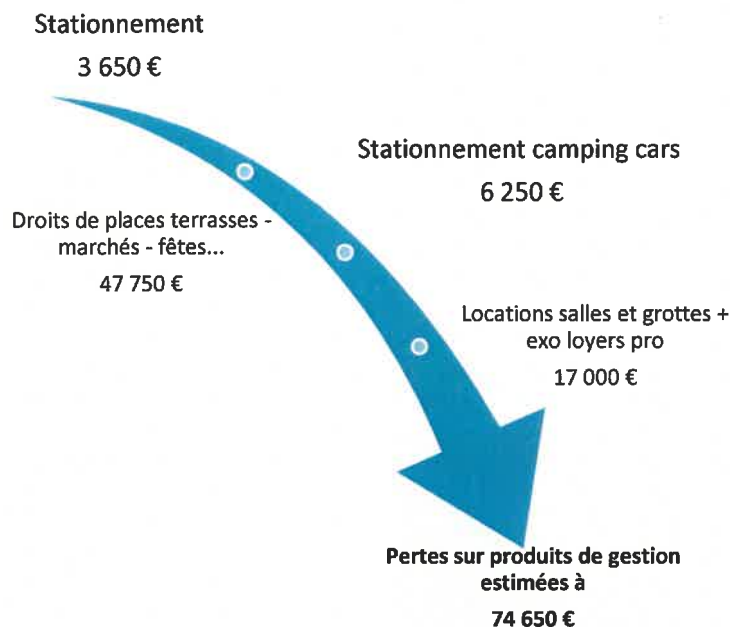 Stationnement
3 650 €
Stationnement camping cars
6 250 €
Droits de places terrasses -
marchés - fêtes...
47 750 €
Locations salles et grottes +
exo loyers pro
17 000 €
Pertes sur produits de gestion
estimées à
74 650 €